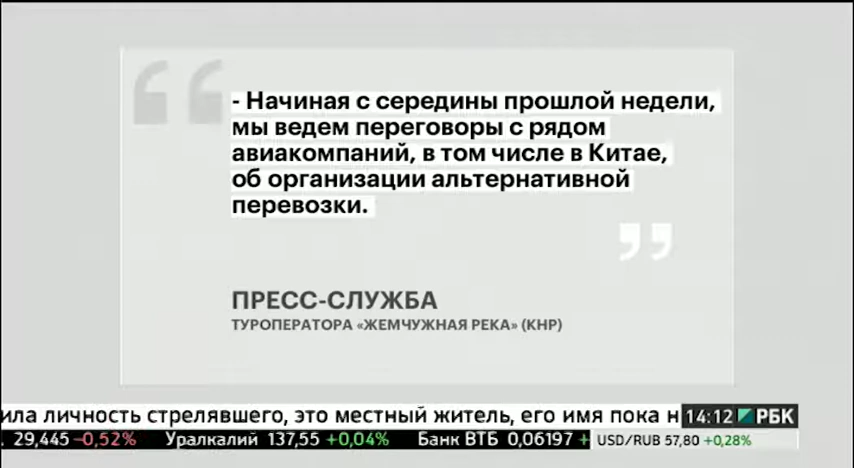 - Начиная с середины прошлой недели,
мы ведем переговоры с рядом
авиакомпаний, в том числе в Китае,
об организации альтернативной
перевозки.
ПРЕСС-СЛУЖБА
ТУРОПЕРАТОРА «ЖЕМЧУЖНАЯ РЕКА» (КНР)
ила личность стрелявшего, это местный житель, его имя пока н 14:12 РБК
. 29,445 -0,52% Уралкалий 137,55 +0,04% Банк ВТБ 0,06197 + USD/RUB 57,80 +0,28%